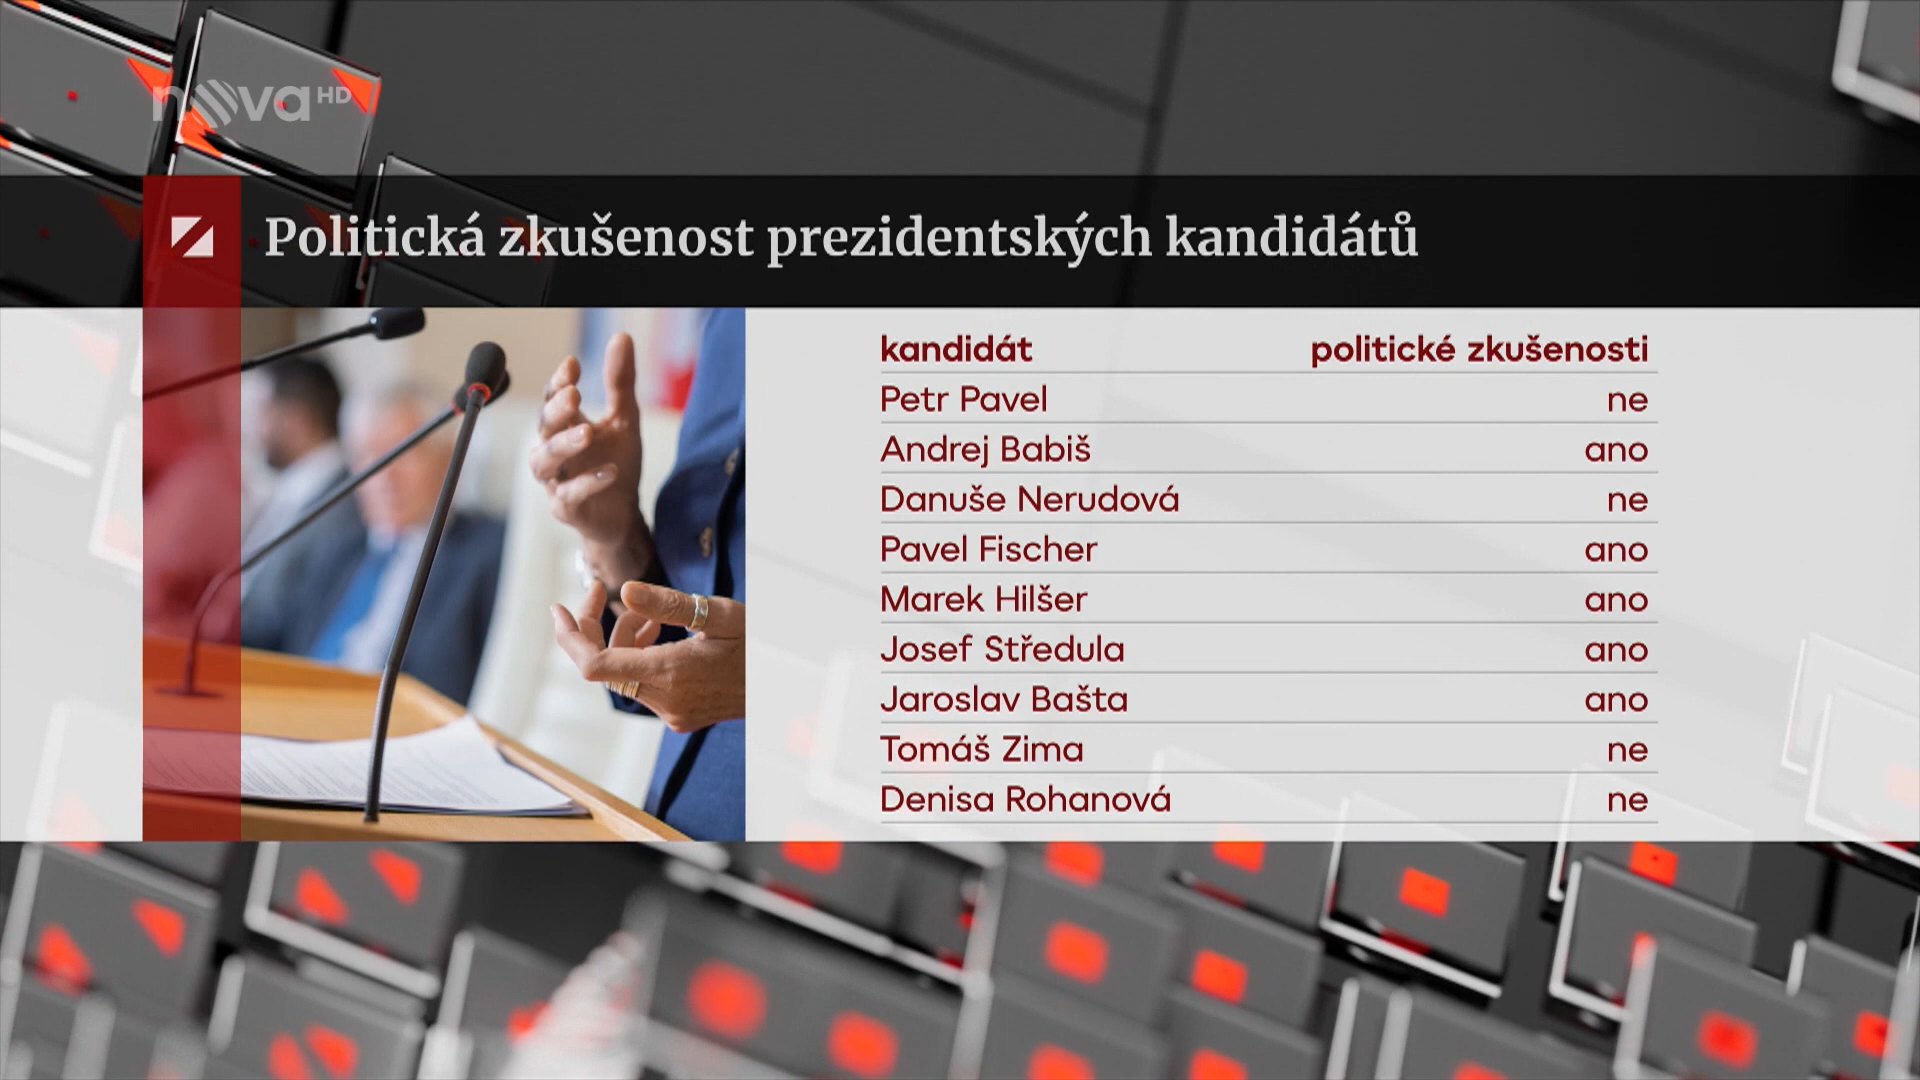 nova HD
Politická zkušenost prezidentských kandidátů
kandidát politické zkušenosti
Petr Pavel ne
Andrej Babiš ano
Danuše Nerudová ne
Pavel Fischer ano
Marek Hilšer ano
Josef Středula ano
Jaroslav Bašta ano
Tomáš Zima ne
Denisa Rohanová ne